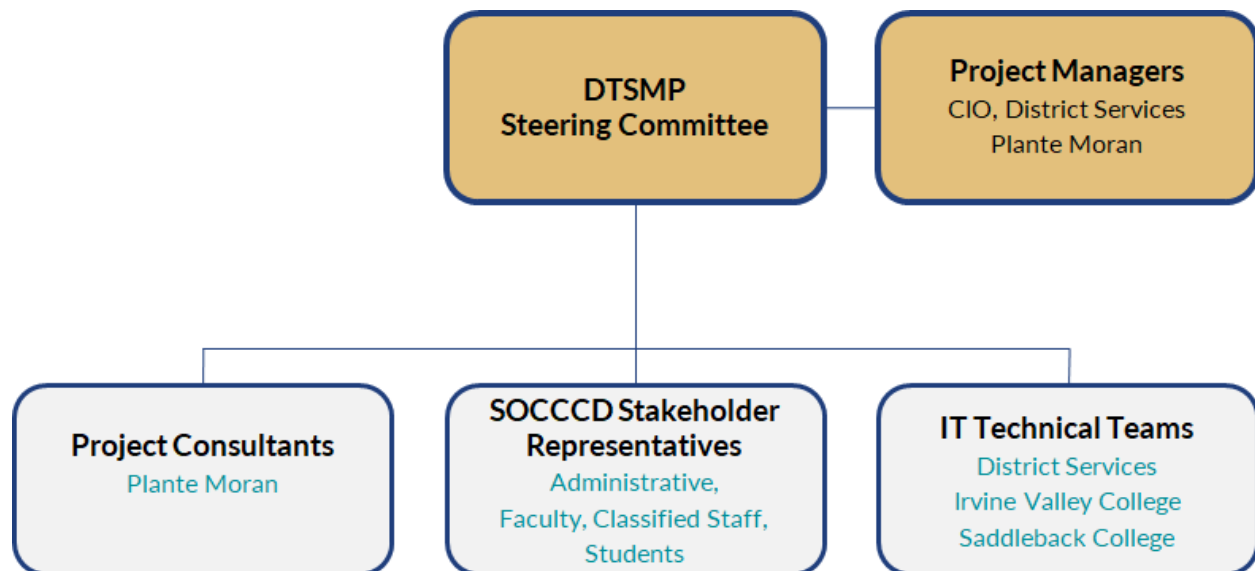 DTSMP
Steering Committee
Project Managers
CIO, District Services
Plante Moran
Project Consultants
Plante Moran
SOCCCD Stakeholder
Representatives
Administrative,
Faculty, Classified Staff,
Students
IT Technical Teams
District Services
Irvine Valley College
Saddleback College